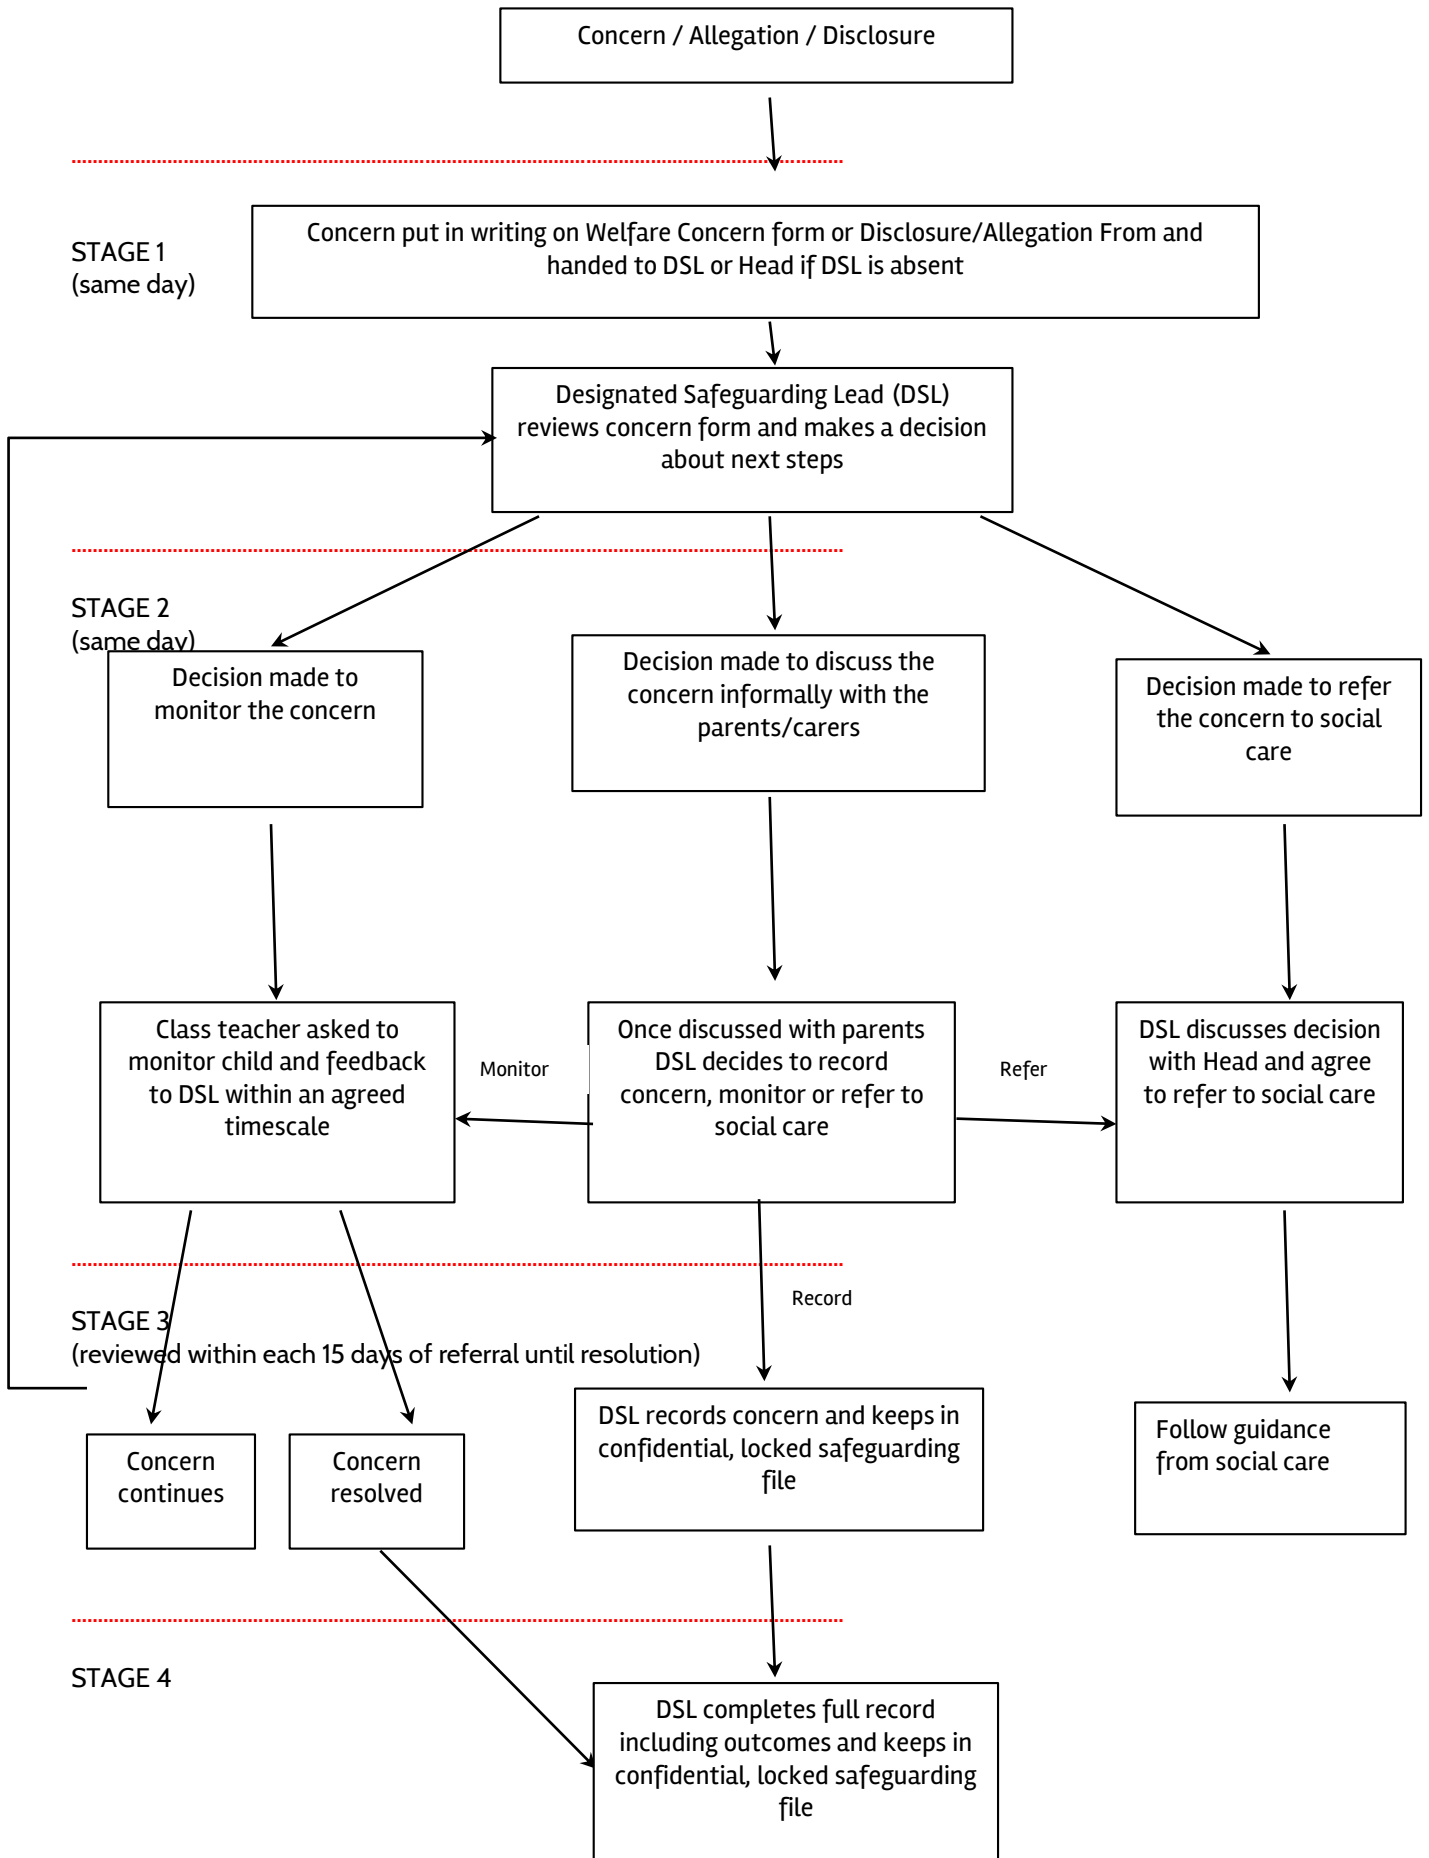 Concern / Allegation / Disclosure
STAGE 1
(same day)
Concern put in writing on Welfare Concern form or Disclosure/Allegation From and
handed to DSL or Head if DSL is absent
Designated Safeguarding Lead (DSL)
reviews concern form and makes a decision
about next steps
STAGE 2
(same day)
Decision made to
monitor the concern
Decision made to discuss the
concern informally with the
parents/carers
Decision made to refer
the concern to social
care
Class teacher asked to
monitor child and feedback
to DSL within an agreed
timescale
Monitor
Once discussed with parents
DSL decides to record
concern, monitor or refer to
social care
Refer
DSL discusses decision
with Head and agree
to refer to social care
Record
STAGE 3
(reviewed within each 15 days of referral until resolution)
Concern
continues
Concern
resolved
DSL records concern and keeps in
confidential, locked safeguarding
file
Follow guidance
from social care
STAGE 4
DSL completes full record
including outcomes and keeps in
confidential, locked safeguarding
file